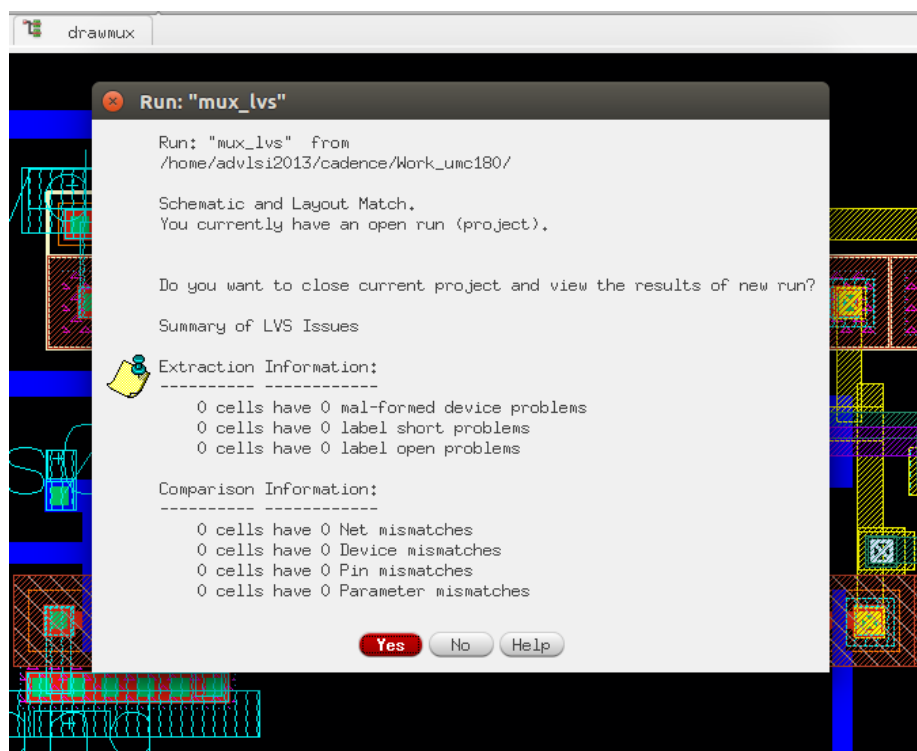 drawmux
Run: "mux_lvs"
Run: "mux_lvs" from
/home/advlsi2013/cadence/Work_umc180/
Schematic and Layout Match.
You currently have an open run (project).
Do you want to close current project and view the results of new run?
Summary of LVS Issues
Extraction Information:
---------- ------------
0 cells have 0 mal-formed device problems
0 cells have 0 label short problems
0 cells have 0 label open problems
Comparison Information:
---------- ------------
0 cells have 0 Net mismatches
0 cells have 0 Device mismatches
0 cells have 0 Pin mismatches
0 cells have 0 Parameter mismatches
Yes No Help